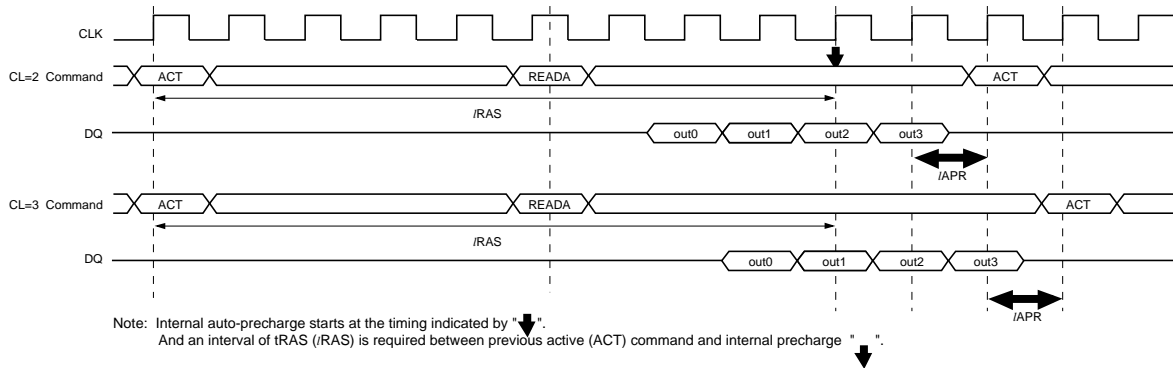 CLK
CL=2 Command ACT READA ACT
lRAS
DQ out0 out1 out2 out3
lAPR
CL=3 Command ACT READA ACT
lRAS
DQ out0 out1 out2 out3
lAPR
Note: Internal auto-precharge starts at the timing indicated by " ".
And an interval of tRAS (lRAS) is required between previous active (ACT) command and internal precharge " ".